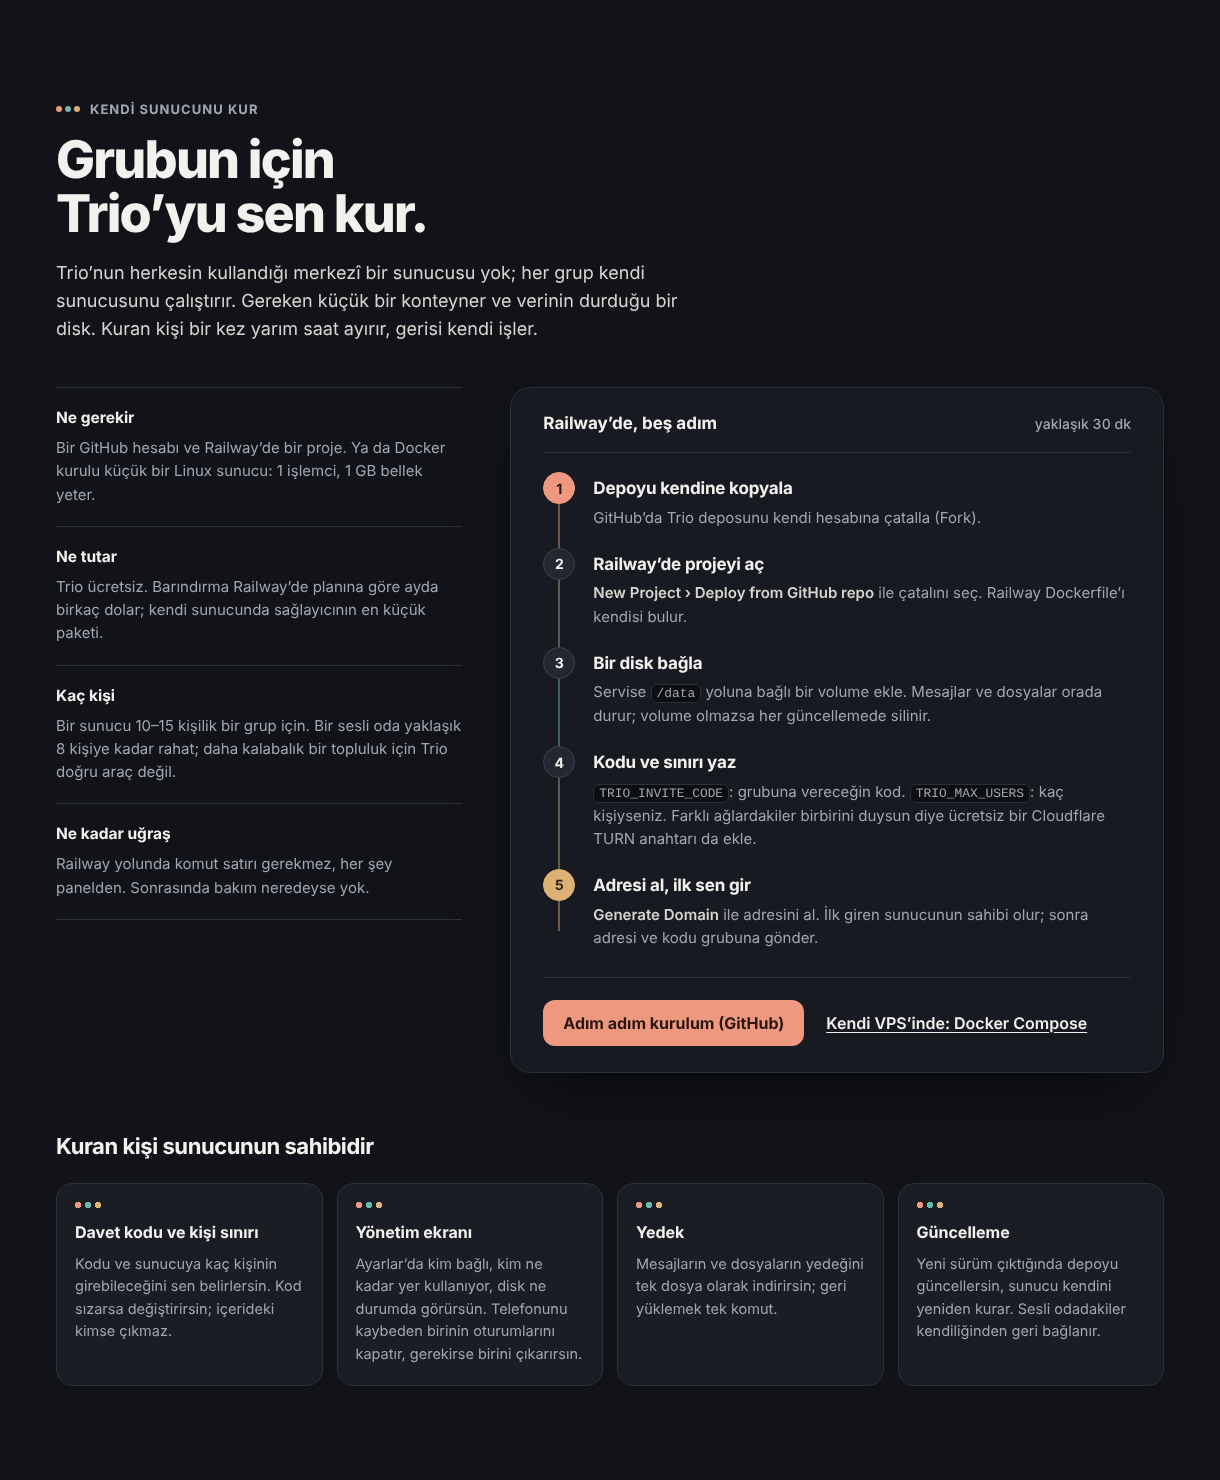 KENDİ SUNUCUNU KUR
Grubun için
Trio’yu sen kur.
Trio’nun herkesin kullandığı merkezî bir sunucusu yok; her grup kendi
sunucusunu çalıştırır. Gereken küçük bir konteyner ve verinin durduğu bir
disk. Kuran kişi bir kez yarım saat ayırır, gerisi kendi işler.
Ne gerekir
Bir GitHub hesabı ve Railway’de bir proje. Ya da Docker
kurulu küçük bir Linux sunucu: 1 işlemci, 1 GB bellek
yeter.
Ne tutar
Trio ücretsiz. Barındırma Railway’de planına göre ayda
birkaç dolar; kendi sunucunda sağlayıcının en küçük
paketi.
Kaç kişi
Bir sunucu 10–15 kişilik bir grup için. Bir sesli oda yaklaşık
8 kişiye kadar rahat; daha kalabalık bir topluluk için Trio
doğru araç değil.
Ne kadar uğraş
Railway yolunda komut satırı gerekmez, her şey
panelden. Sonrasında bakım neredeyse yok.
Railway’de, beş adım
yaklaşık 30 dk
1
Depoyu kendine kopyala
GitHub’da Trio deposunu kendi hesabına çatalla (Fork).
2
Railway’de projeyi aç
New Project › Deploy from GitHub repo ile çatalını seç. Railway Dockerfile’ı
kendisi bulur.
3
Bir disk bağla
Servise /data yoluna bağlı bir volume ekle. Mesajlar ve dosyalar orada
durur; volume olmazsa her güncellemede silinir.
4
Kodu ve sınırı yaz
TRIO_INVITE_CODE: grubuna vereceğin kod. TRIO_MAX_USERS: kaç
kişiyseniz. Farklı ağlardakiler birbirini duysun diye ücretsiz bir Cloudflare
TURN anahtarı da ekle.
5
Adresi al, ilk sen gir
Generate Domain ile adresini al. İlk giren sunucunun sahibi olur; sonra
adresi ve kodu grubuna gönder.
Adım adım kurulum (GitHub)
Kendi VPS’inde: Docker Compose
Kuran kişi sunucunun sahibidir
Davet kodu ve kişi sınırı
Kodu ve sunucuya kaç kişinin
girebileceğini sen belirlersin. Kod
sızarsa değiştirirsin; içerideki
kimse çıkmaz.
Yönetim ekranı
Ayarlar’da kim bağlı, kim ne
kadar yer kullanıyor, disk ne
durumda görürsün. Telefonunu
kaybeden birinin oturumlarını
kapatır, gerekirse birini çıkarırsın.
Yedek
Mesajların ve dosyaların yedeğini
tek dosya olarak indirirsin; geri
yüklemek tek komut.
Güncelleme
Yeni sürüm çıktığında depoyu
güncellersin, sunucu kendini
yeniden kurar. Sesli odadakiler
kendiliğinden geri bağlanır.